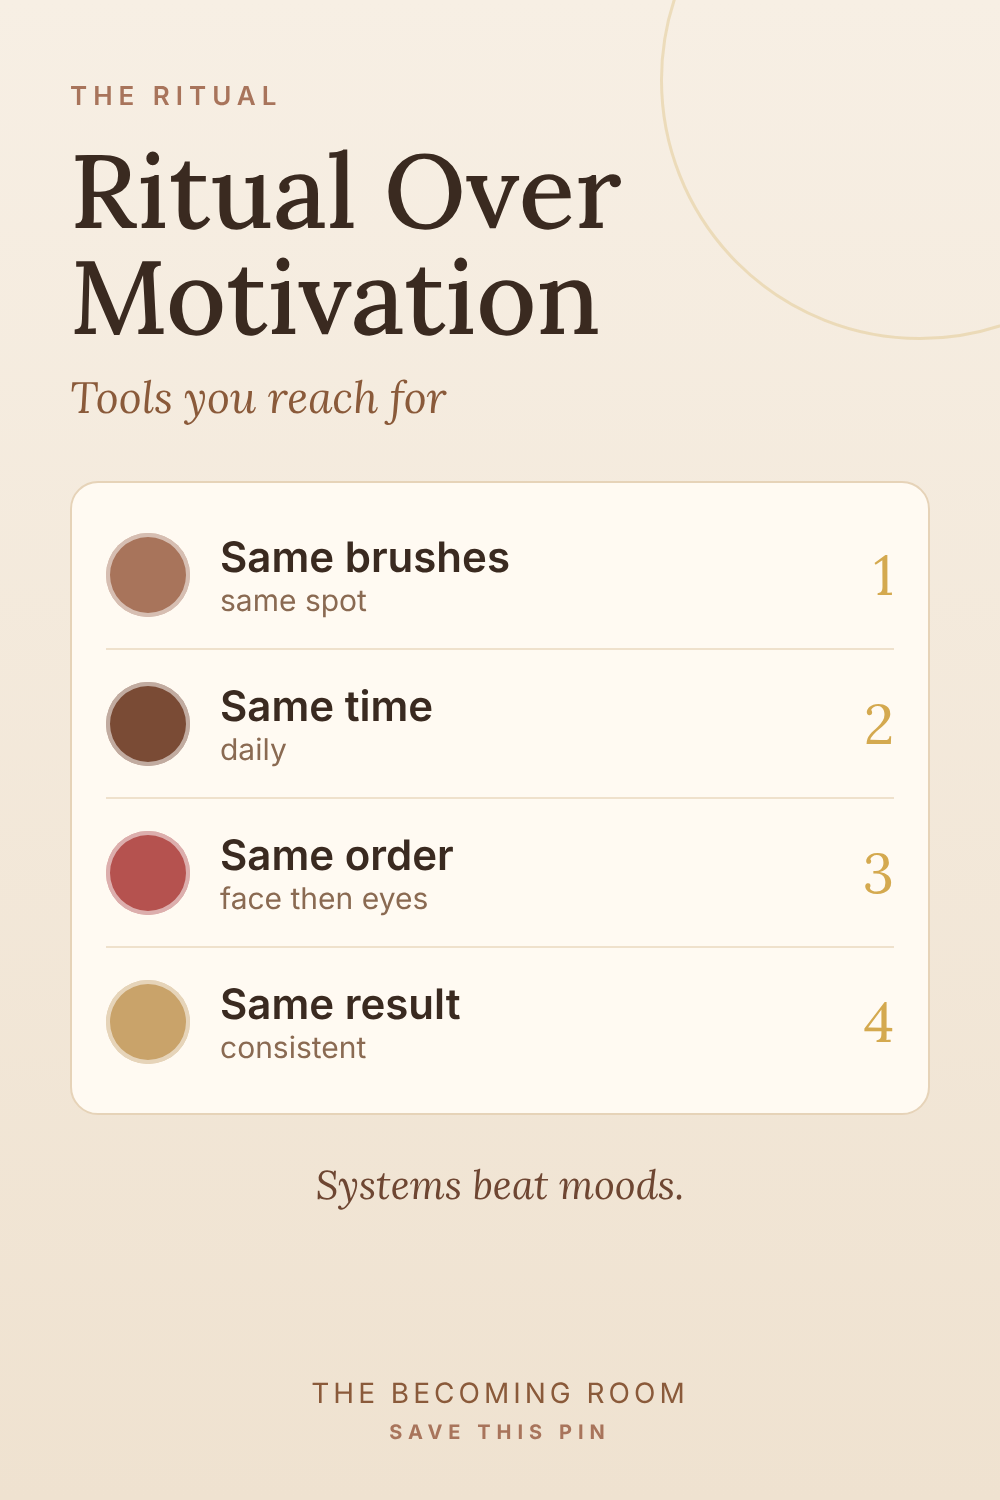 THE RITUAL
Ritual Over
Motivation
Tools you reach for
Same brushes
same spot
1
Same time
daily
2
Same order
face then eyes
3
Same result
consistent
4
Systems beat moods.
THE BECOMING ROOM
SAVE THIS PIN